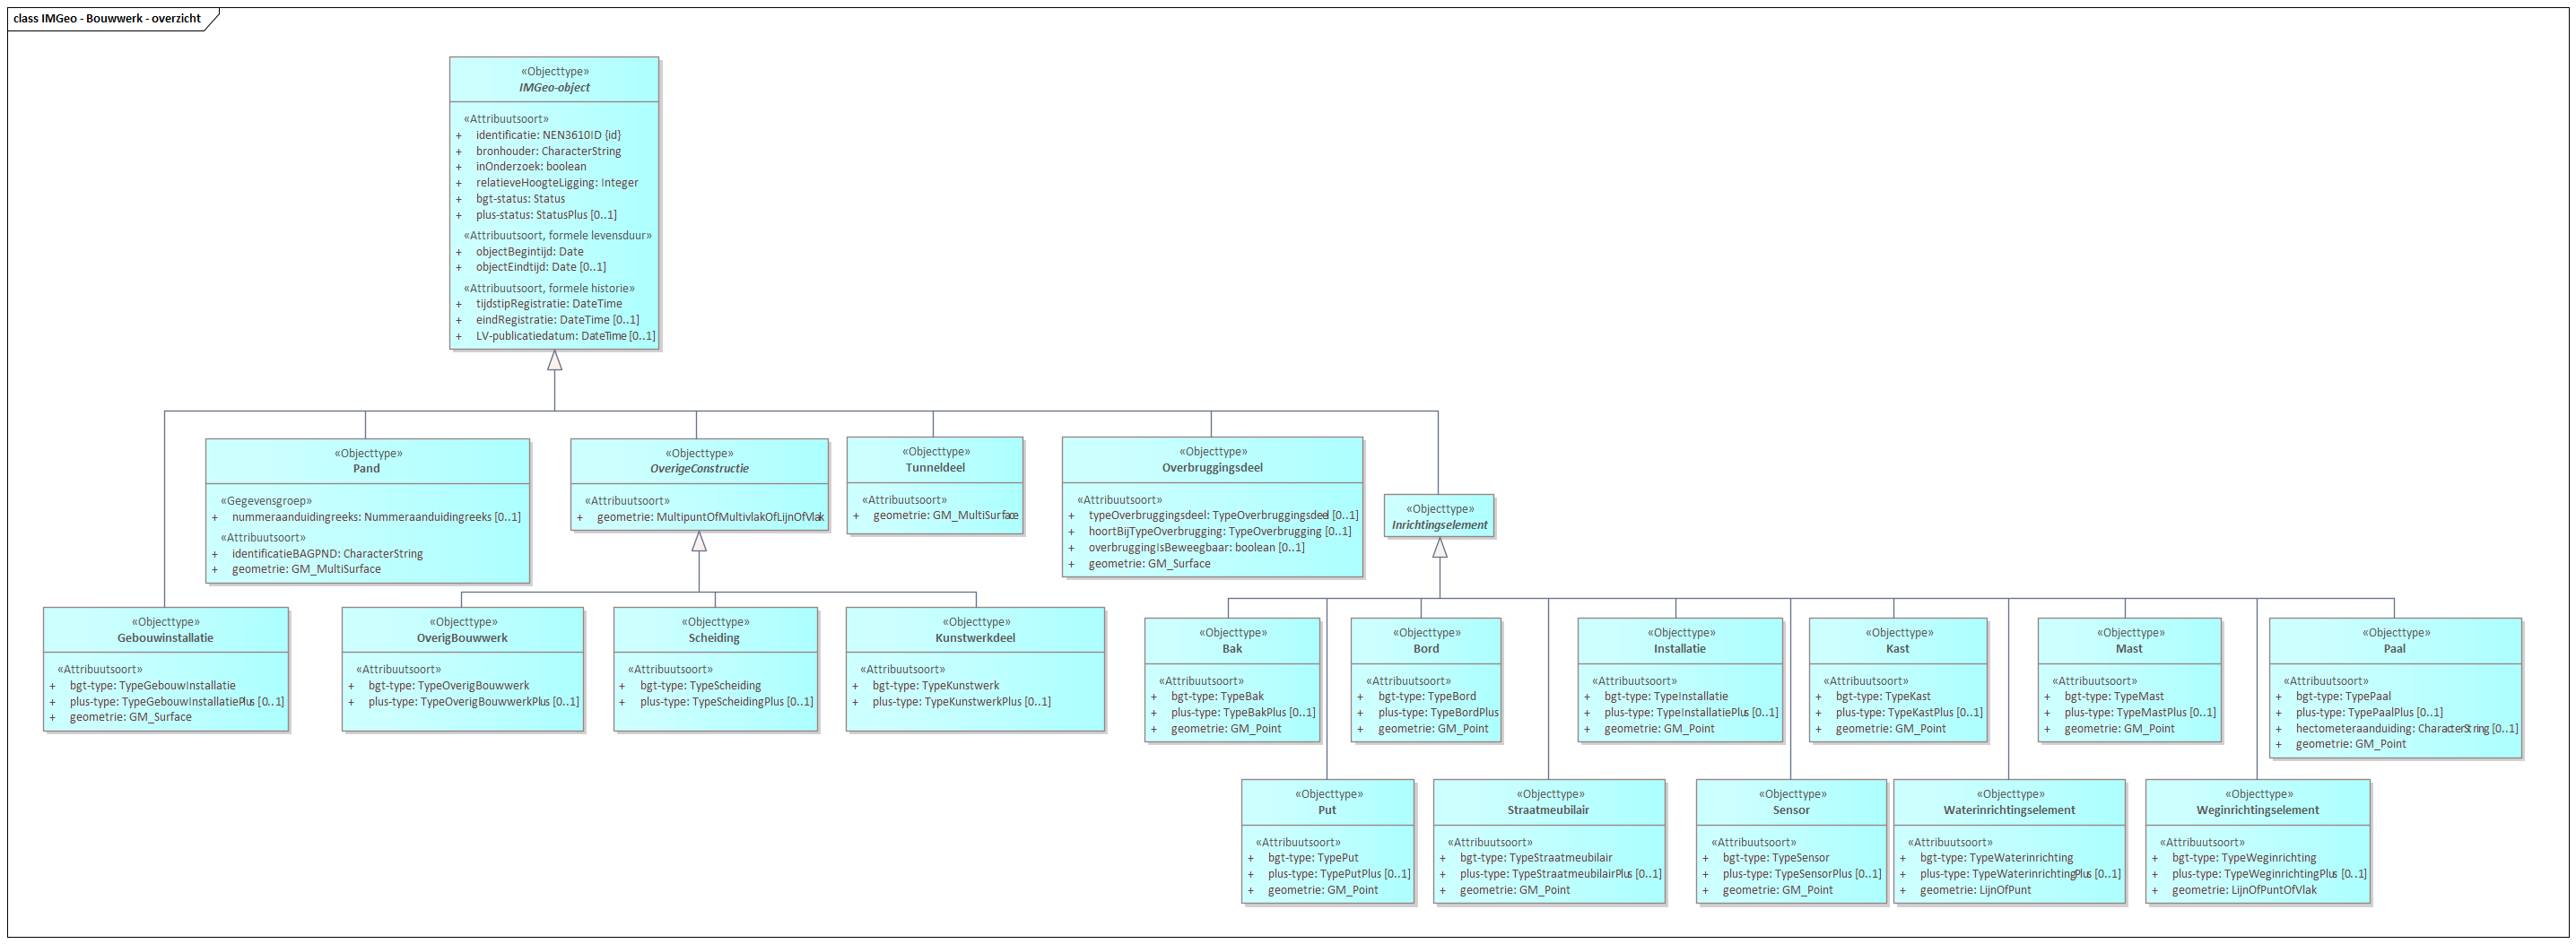 class IMGeo - Bouwwerk - overzicht
«Objecttype»
IMGeo-object
«Attribuutsoort»
+ identificatie: NEN3610ID {id}
+ bronhouder: CharacterString
+ inOnderzoek: boolean
+ relatieveHoogteLigging: Integer
+ bgt-status: Status
+ plus-status: StatusPlus [0..1]
«Attribuutsoort, formele levensduur»
+ objectBegintijd: Date
+ objectEindtijd: Date [0..1]
«Attribuutsoort, formele historie»
+ tijdstipRegistratie: DateTime
+ eindRegistratie: DateTime [0..1]
+ LV-publicatiedatum: DateTime [0..1]
«Objecttype»
Pand
«Gegevensgroep»
+ nummeraanduidingreeks: Nummeraanduidingreeks [0..1]
«Attribuutsoort»
+ identificatieBAGPND: CharacterString
+ geometrie: GM_MultiSurface
«Objecttype»
OverigeConstructie
«Attribuutsoort»
+ geometrie: MultipuntOfMultivlakOfLijnOfVlak
«Objecttype»
Tunneldeel
«Attribuutsoort»
+ geometrie: GM_MultiSurface
«Objecttype»
Overbruggingsdeel
«Attribuutsoort»
+ typeOverbruggingsdeel: TypeOverbruggingsdeel [0..1]
+ hoortBijTypeOverbrugging: TypeOverbrugging [0..1]
+ overbruggingIsBeweegbaar: boolean [0..1]
+ geometrie: GM_Surface
«Objecttype»
Inrichtingselement
«Objecttype»
Gebouwinstallatie
«Attribuutsoort»
+ bgt-type: TypeGebouwInstallatie
+ plus-type: TypeGebouwInstallatiePlus [0..1]
+ geometrie: GM_Surface
«Objecttype»
OverigBouwwerk
«Attribuutsoort»
+ bgt-type: TypeOverigBouwwerk
+ plus-type: TypeOverigBouwwerkPlus [0..1]
«Objecttype»
Scheiding
«Attribuutsoort»
+ bgt-type: TypeScheiding
+ plus-type: TypeScheidingPlus [0..1]
«Objecttype»
Kunstwerkdeel
«Attribuutsoort»
+ bgt-type: TypeKunstwerk
+ plus-type: TypeKunstwerkPlus [0..1]
«Objecttype»
Bak
«Attribuutsoort»
+ bgt-type: TypeBak
+ plus-type: TypeBakPlus [0..1]
+ geometrie: GM_Point
«Objecttype»
Bord
«Attribuutsoort»
+ bgt-type: TypeBord
+ plus-type: TypeBordPlus
+ geometrie: GM_Point
«Objecttype»
Installatie
«Attribuutsoort»
+ bgt-type: TypeInstallatie
+ plus-type: TypeInstallatiePlus [0..1]
+ geometrie: GM_Point
«Objecttype»
Kast
«Attribuutsoort»
+ bgt-type: TypeKast
+ plus-type: TypeKastPlus [0..1]
+ geometrie: GM_Point
«Objecttype»
Mast
«Attribuutsoort»
+ bgt-type: TypeMast
+ plus-type: TypeMastPlus [0..1]
+ geometrie: GM_Point
«Objecttype»
Paal
«Attribuutsoort»
+ bgt-type: TypePaal
+ plus-type: TypePaalPlus [0..1]
+ hectometeraanduiding: CharacterString [0..1]
+ geometrie: GM_Point
«Objecttype»
Put
«Attribuutsoort»
+ bgt-type: TypePut
+ plus-type: TypePutPlus [0..1]
+ geometrie: GM_Point
«Objecttype»
Straatmeubilair
«Attribuutsoort»
+ bgt-type: TypeStraatmeubilair
+ plus-type: TypeStraatmeubilairPlus [0..1]
+ geometrie: GM_Point
«Objecttype»
Sensor
«Attribuutsoort»
+ bgt-type: TypeSensor
+ plus-type: TypeSensorPlus [0..1]
+ geometrie: GM_Point
«Objecttype»
Waterinrichtingselement
«Attribuutsoort»
+ bgt-type: TypeWaterinrichting
+ plus-type: TypeWaterinrichtingPlus [0..1]
+ geometrie: LijnOfPunt
«Objecttype»
Weginrichtingselement
«Attribuutsoort»
+ bgt-type: TypeWeginrichting
+ plus-type: TypeWeginrichtingPlus [0..1]
+ geometrie: LijnOfPuntOfVlak